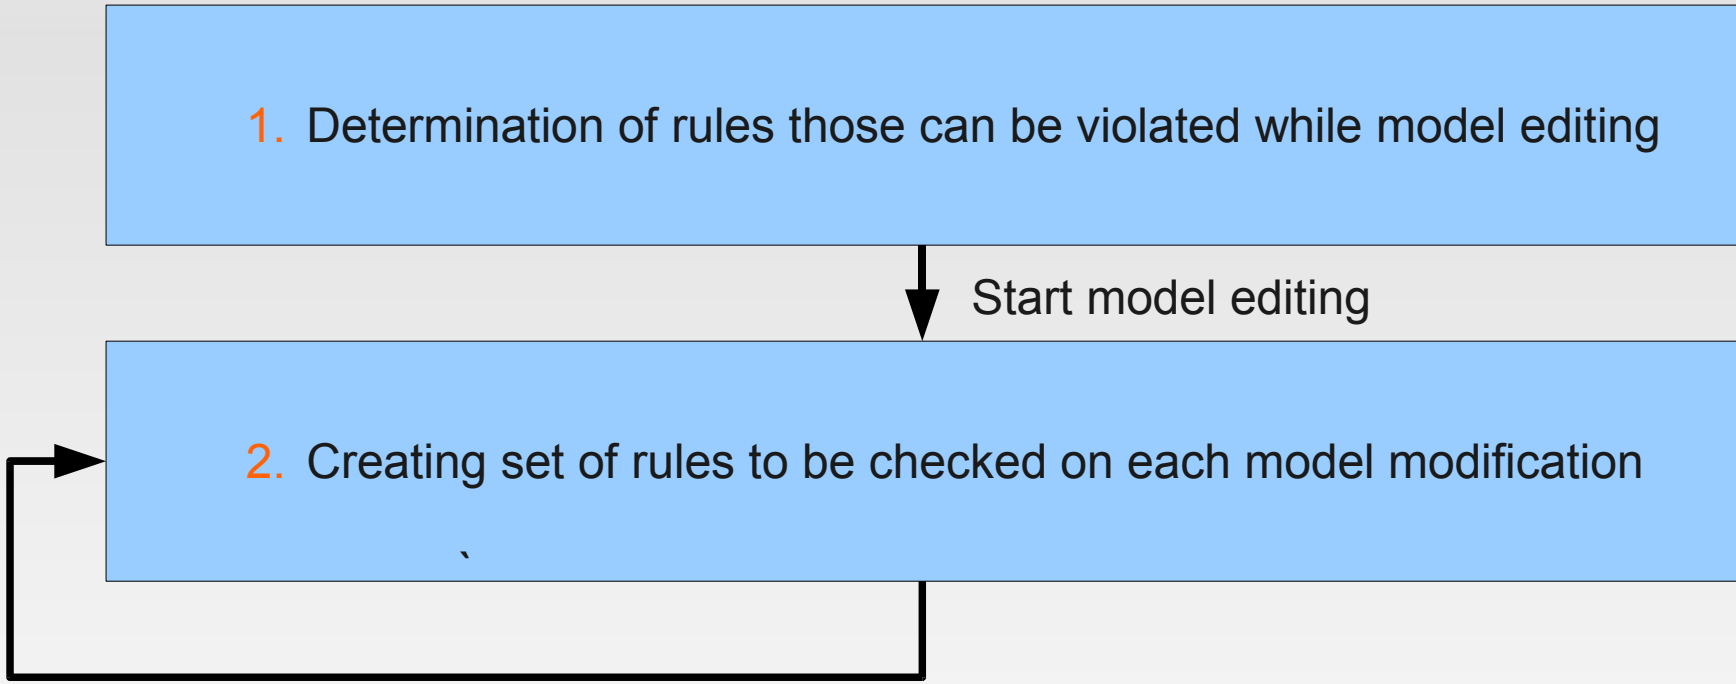 1. Determination of rules those can be violated while model editing
Start model editing
2. Creating set of rules to be checked on each model modification
`